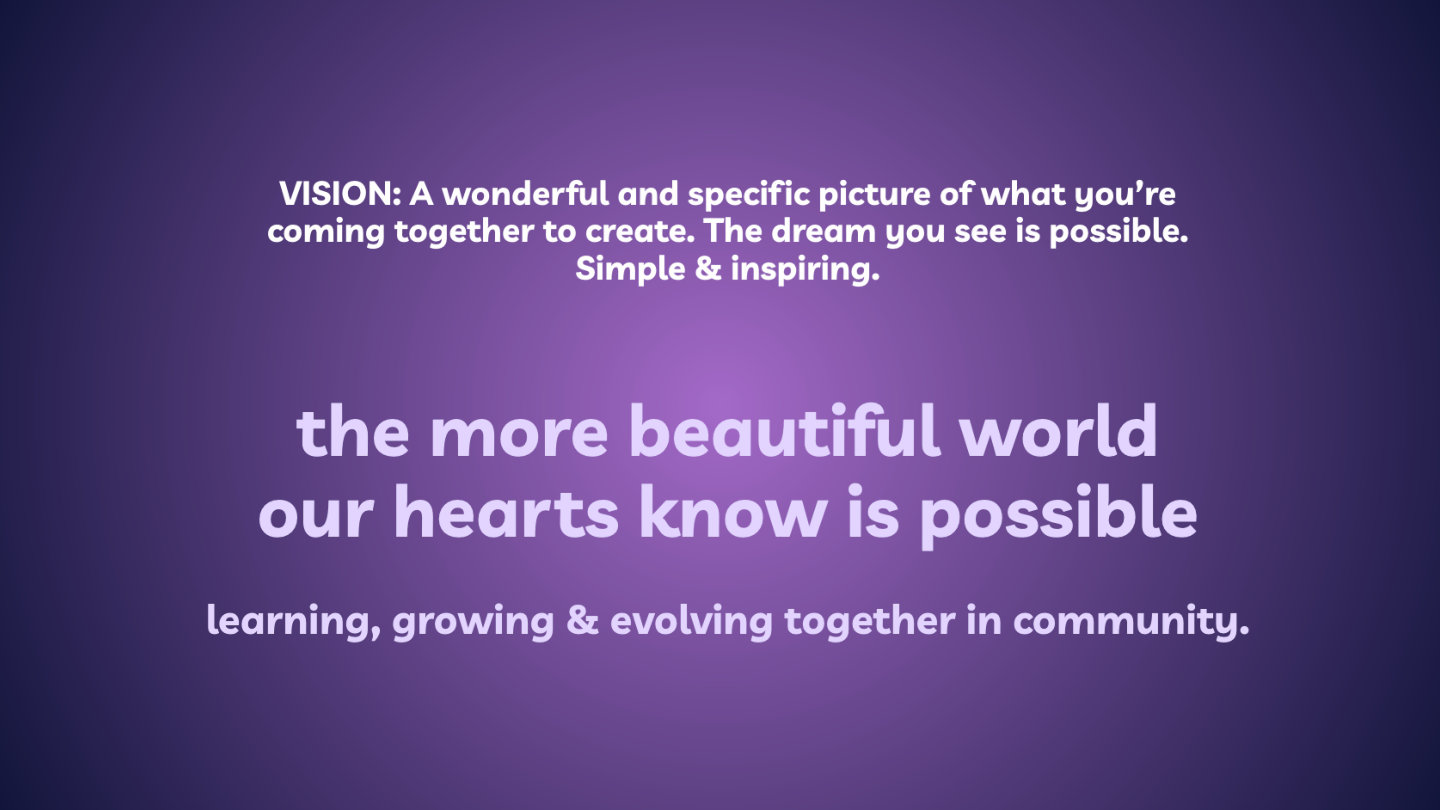 VISION: A wonderful and specific picture of what you’re
coming together to create. The dream you see is possible.
Simple & inspiring.
the more beautiful world
our hearts know is possible
learning, growing & evolving together in community.